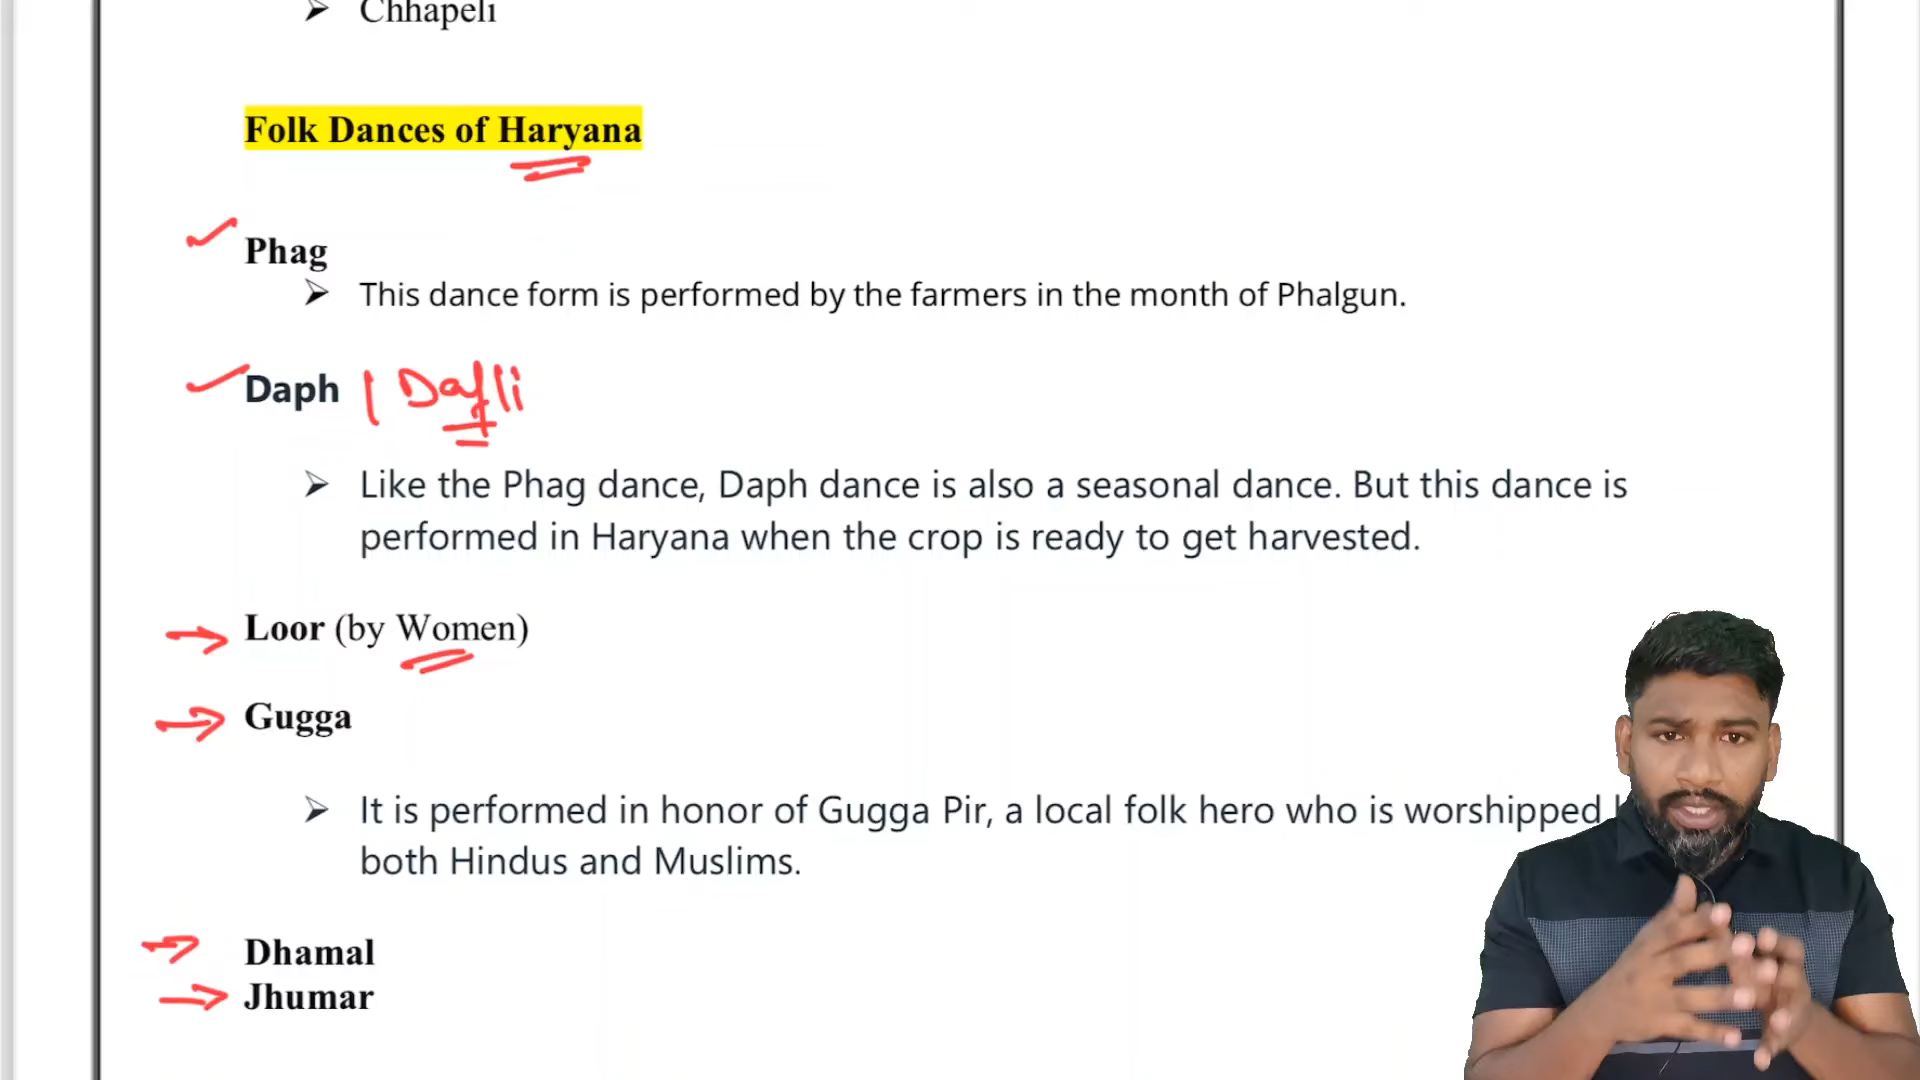 Chhapeli
Folk Dances of Haryana
Phag
This dance form is performed by the farmers in the month of Phalgun.
Daph | Dafli
Like the Phag dance, Daph dance is also a seasonal dance. But this dance is
performed in Haryana when the crop is ready to get harvested.
Loor (by Women)
Gugga
It is performed in honor of Gugga Pir, a local folk hero who is worshipped
both Hindus and Muslims.
Dhamal
Jhumar